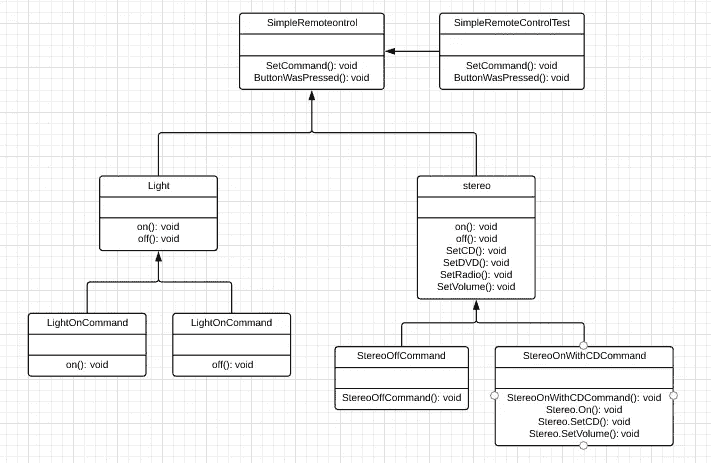 SimpleRemoteontrol
SetCommand(): void
ButtonWasPressed(): void
SimpleRemoteControlTest
SetCommand(): void
ButtonWasPressed(): void
Light
on(): void
off(): void
stereo
on(): void
off(): void
SetCD(): void
SetDVD(): void
SetRadio(): void
SetVolume(): void
LightOnCommand
on(): void
LightOnCommand
off(): void
StereoOffCommand
StereoOffCommand(): void
StereoOnWithCDCommand
StereoOnWithCDCommand(): void
Stereo.On(): void
Stereo.SetCD(): void
Stereo.SetVolume(): void